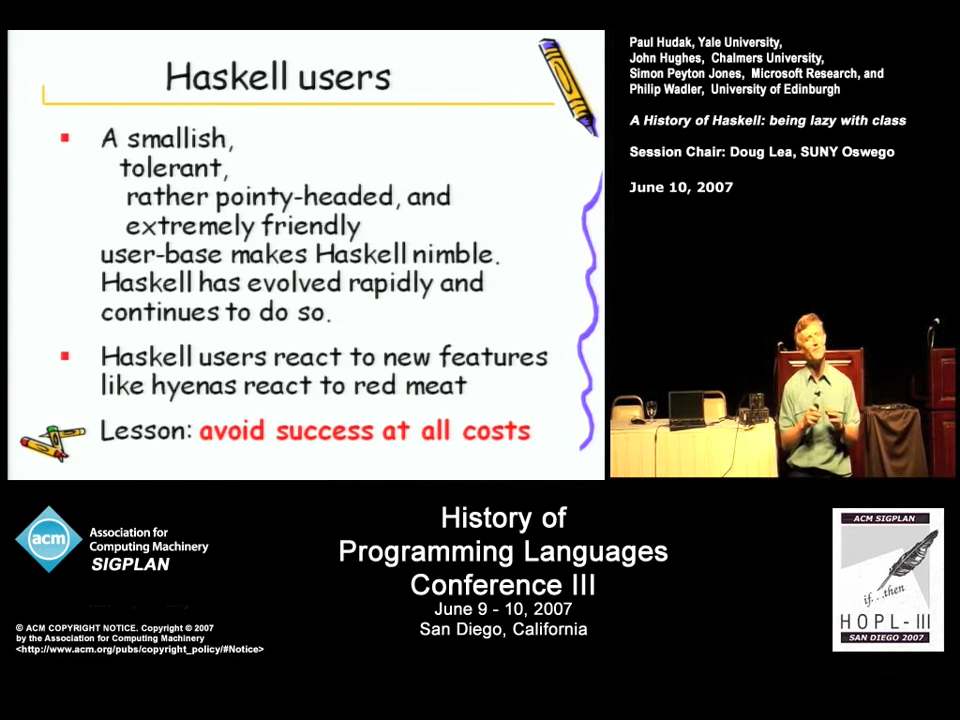 Haskell users
A smallish,
tolerant,
rather pointy-headed, and
extremely friendly
user-base makes Haskell nimble.
Haskell has evolved rapidly and
continues to do so.
Haskell users react to new features
like hyenas react to red meat
Lesson: avoid success at all costs
Paul Hudak, Yale University,
John Hughes, Chalmers University,
Simon Peyton Jones, Microsoft Research, and
Philip Wadler, University of Edinburgh
A History of Haskell: being lazy with class
Session Chair: Doug Lea, SUNY Oswego
June 10, 2007
acm
Association for
Computing Machinery
SIGPLAN
© ACM COPYRIGHT NOTICE. Copyright © 2007
by the Association for Computing Machinery
<http://www.acm.org/pubs/copyright_policy/#Notice>
History of
Programming Languages
Conference III
June 9 - 10, 2007
San Diego, California
ACM SIGPLAN
if...then
HOPL-III
SAN DIEGO 2007